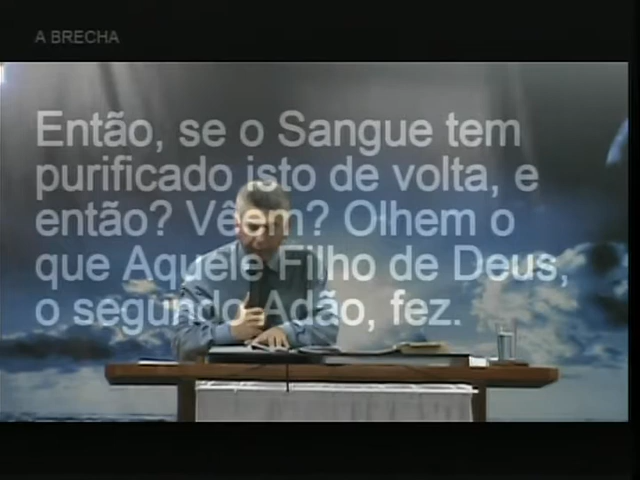 A BRECHA
Então, se o Sangue tem
purificado isto de volta, e
então? Vêem? Olhem o
que Aquele Filho de Deus,
o segundo Adão, fez.